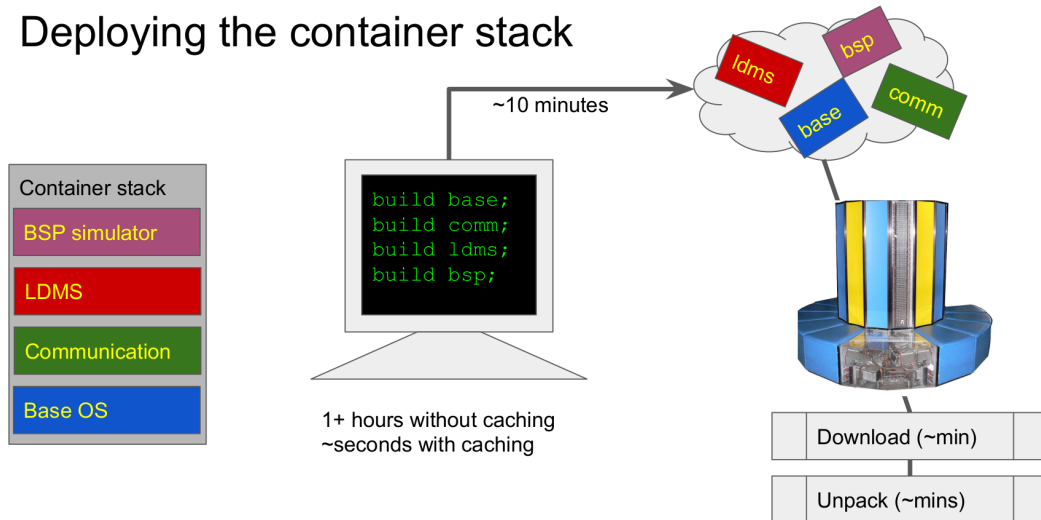 Deploying the container stack
Container stack
BSP simulator
LDMS
Communication
Base OS
build base;
build comm;
build ldms;
build bsp;
1+ hours without caching
~seconds with caching
~10 minutes
ldms
bsp
base
comm
Download (~min)
Unpack (~mins)